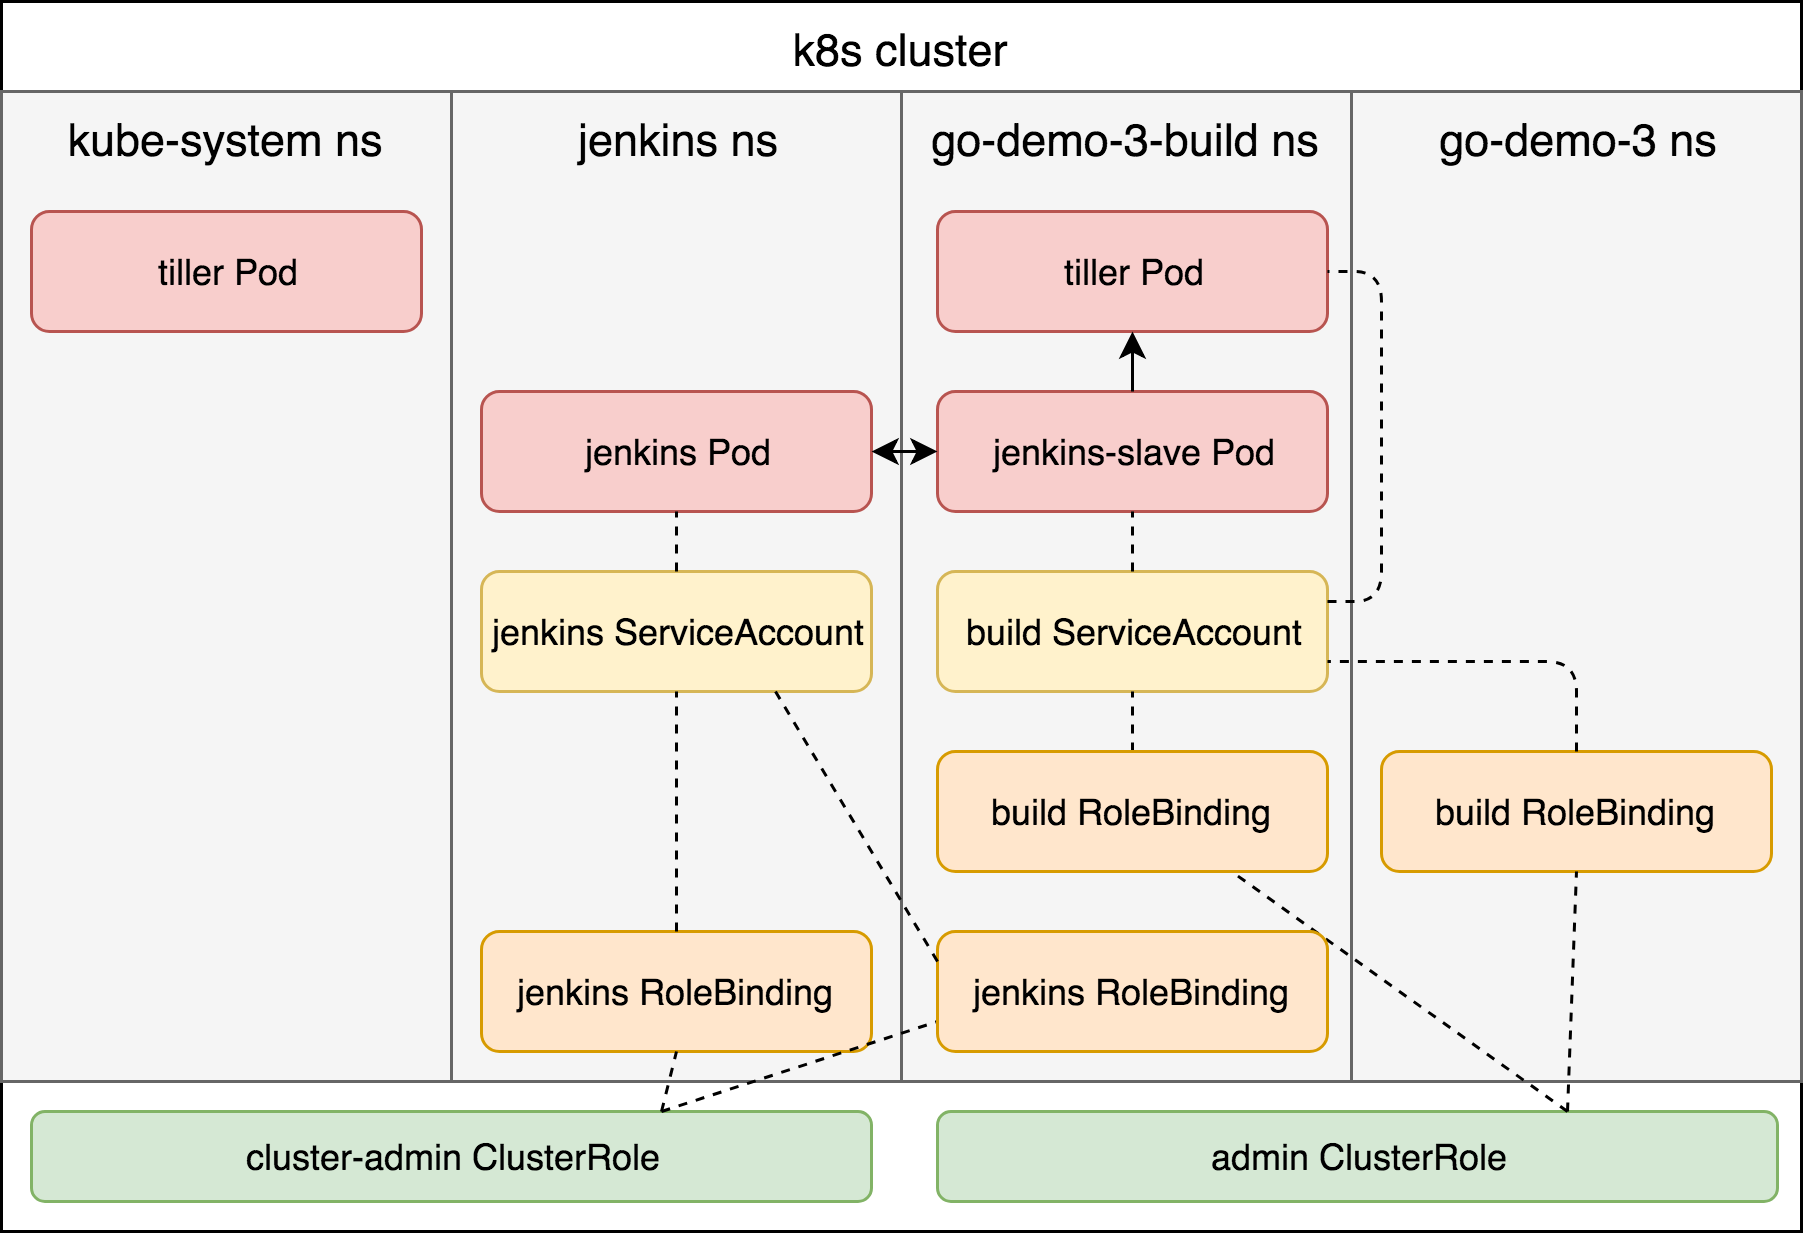 k8s cluster
kube-system ns
jenkins ns
go-demo-3-build ns
go-demo-3 ns
tiller Pod
tiller Pod
jenkins Pod
jenkins-slave Pod
jenkins ServiceAccount
build ServiceAccount
build RoleBinding
build RoleBinding
jenkins RoleBinding
jenkins RoleBinding
cluster-admin ClusterRole
admin ClusterRole